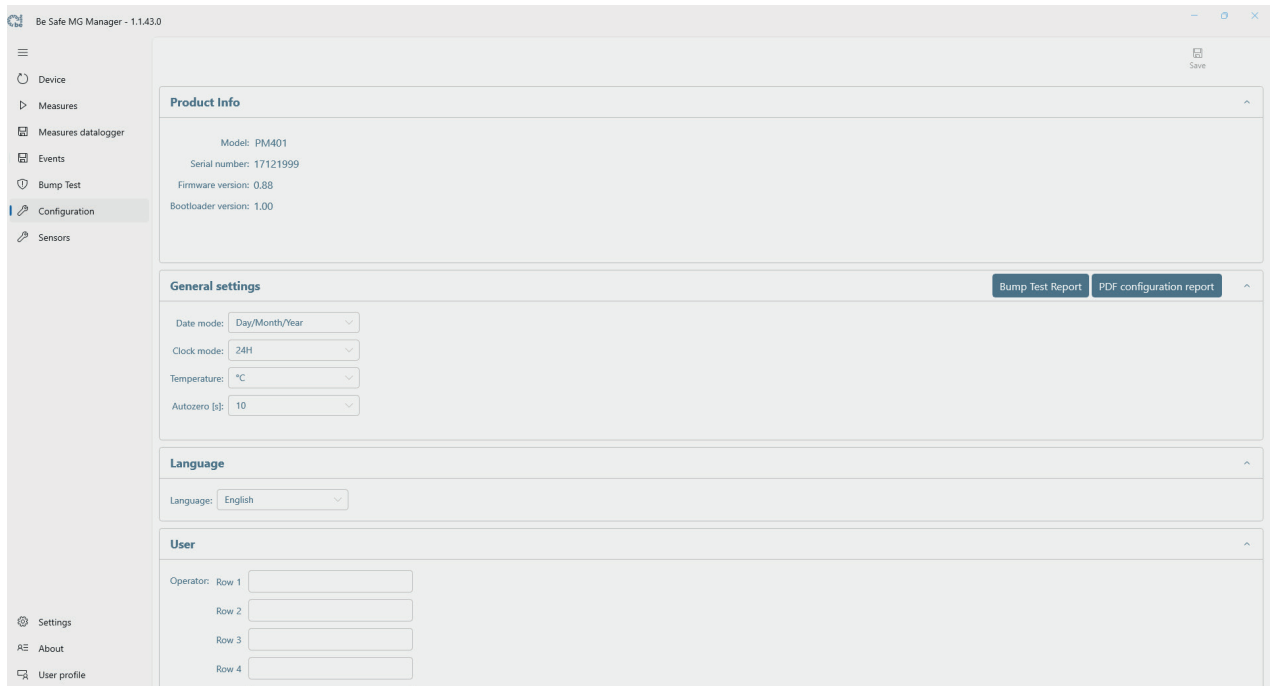 be
Be Safe MG Manager - 1.1.43.0
Save
Device
Measures
Measures datalogger
Events
Bump Test
Configuration
Sensors
Settings
About
User profile
Product Info
Model: PM401
Serial number: 17121999
Firmware version: 0.88
Bootloader version: 1.00
General settings
Bump Test Report
PDF configuration report
Date mode: Day/Month/Year
Clock mode: 24H
Temperature: °C
Autozero [s]: 10
Language
Language: English
User
Operator: Row 1
Row 2
Row 3
Row 4